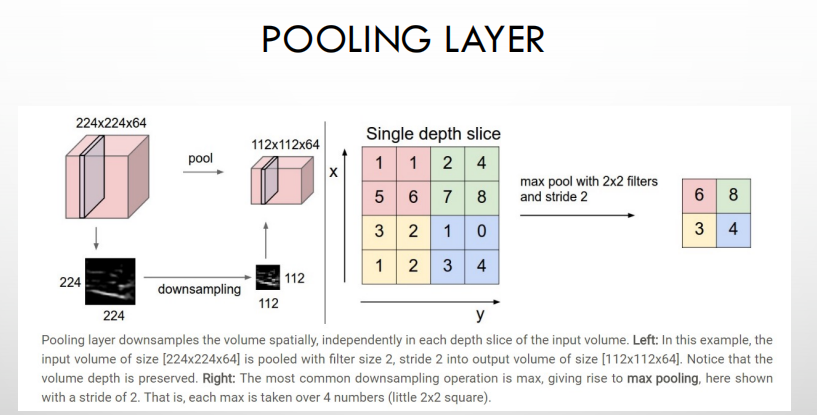 POOLING LAYER
224x224x64
pool
112x112x64
224
224
downsampling
112
112
Single depth slice
x
1 1 2 4
5 6 7 8
3 2 1 0
1 2 3 4
y
max pool with 2x2 filters
and stride 2
6 8
3 4
Pooling layer downsamples the volume spatially, independently in each depth slice of the input volume. Left: In this example, the
input volume of size [224x224x64] is pooled with filter size 2, stride 2 into output volume of size [112x112x64]. Notice that the
volume depth is preserved. Right: The most common downsampling operation is max, giving rise to max pooling, here shown
with a stride of 2. That is, each max is taken over 4 numbers (little 2x2 square).